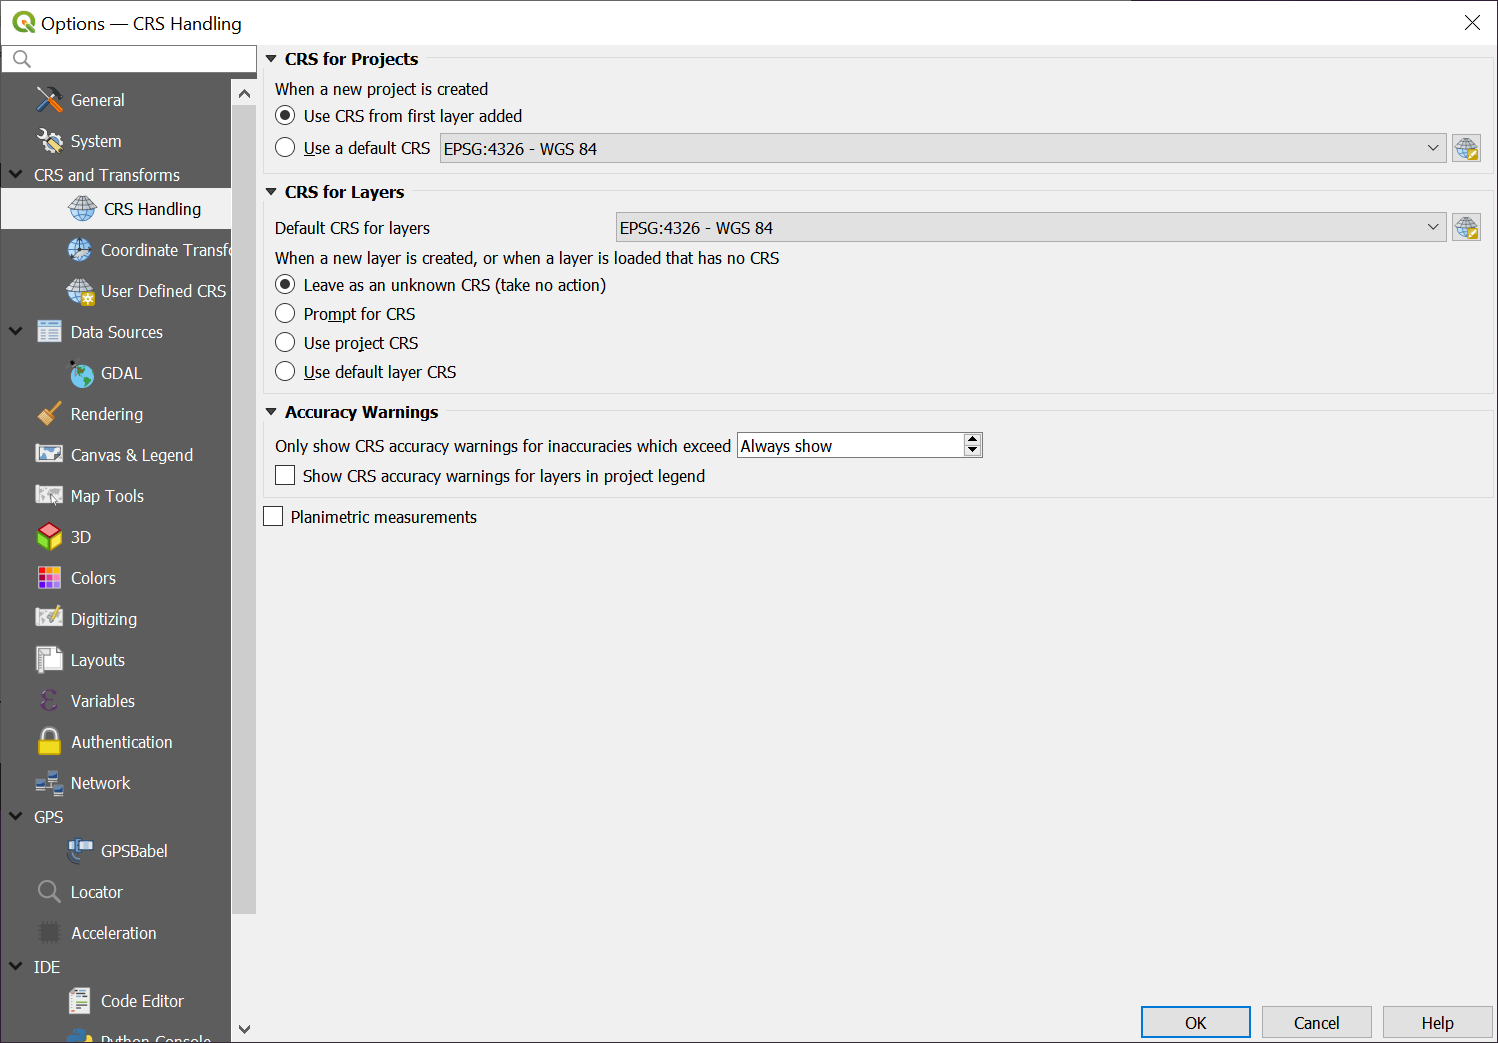 Options — CRS Handling
General
System
CRS and Transforms
CRS Handling
Coordinate Transfo
User Defined CRS
Data Sources
GDAL
Rendering
Canvas & Legend
Map Tools
3D
Colors
Digitizing
Layouts
Variables
Authentication
Network
GPS
GPSBabel
Locator
Acceleration
IDE
Code Editor
Python Console
CRS for Projects
When a new project is created
Use CRS from first layer added
Use a default CRS EPSG:4326 - WGS 84
CRS for Layers
Default CRS for layers EPSG:4326 - WGS 84
When a new layer is created, or when a layer is loaded that has no CRS
Leave as an unknown CRS (take no action)
Prompt for CRS
Use project CRS
Use default layer CRS
Accuracy Warnings
Only show CRS accuracy warnings for inaccuracies which exceed Always show
Show CRS accuracy warnings for layers in project legend
Planimetric measurements
OK Cancel Help